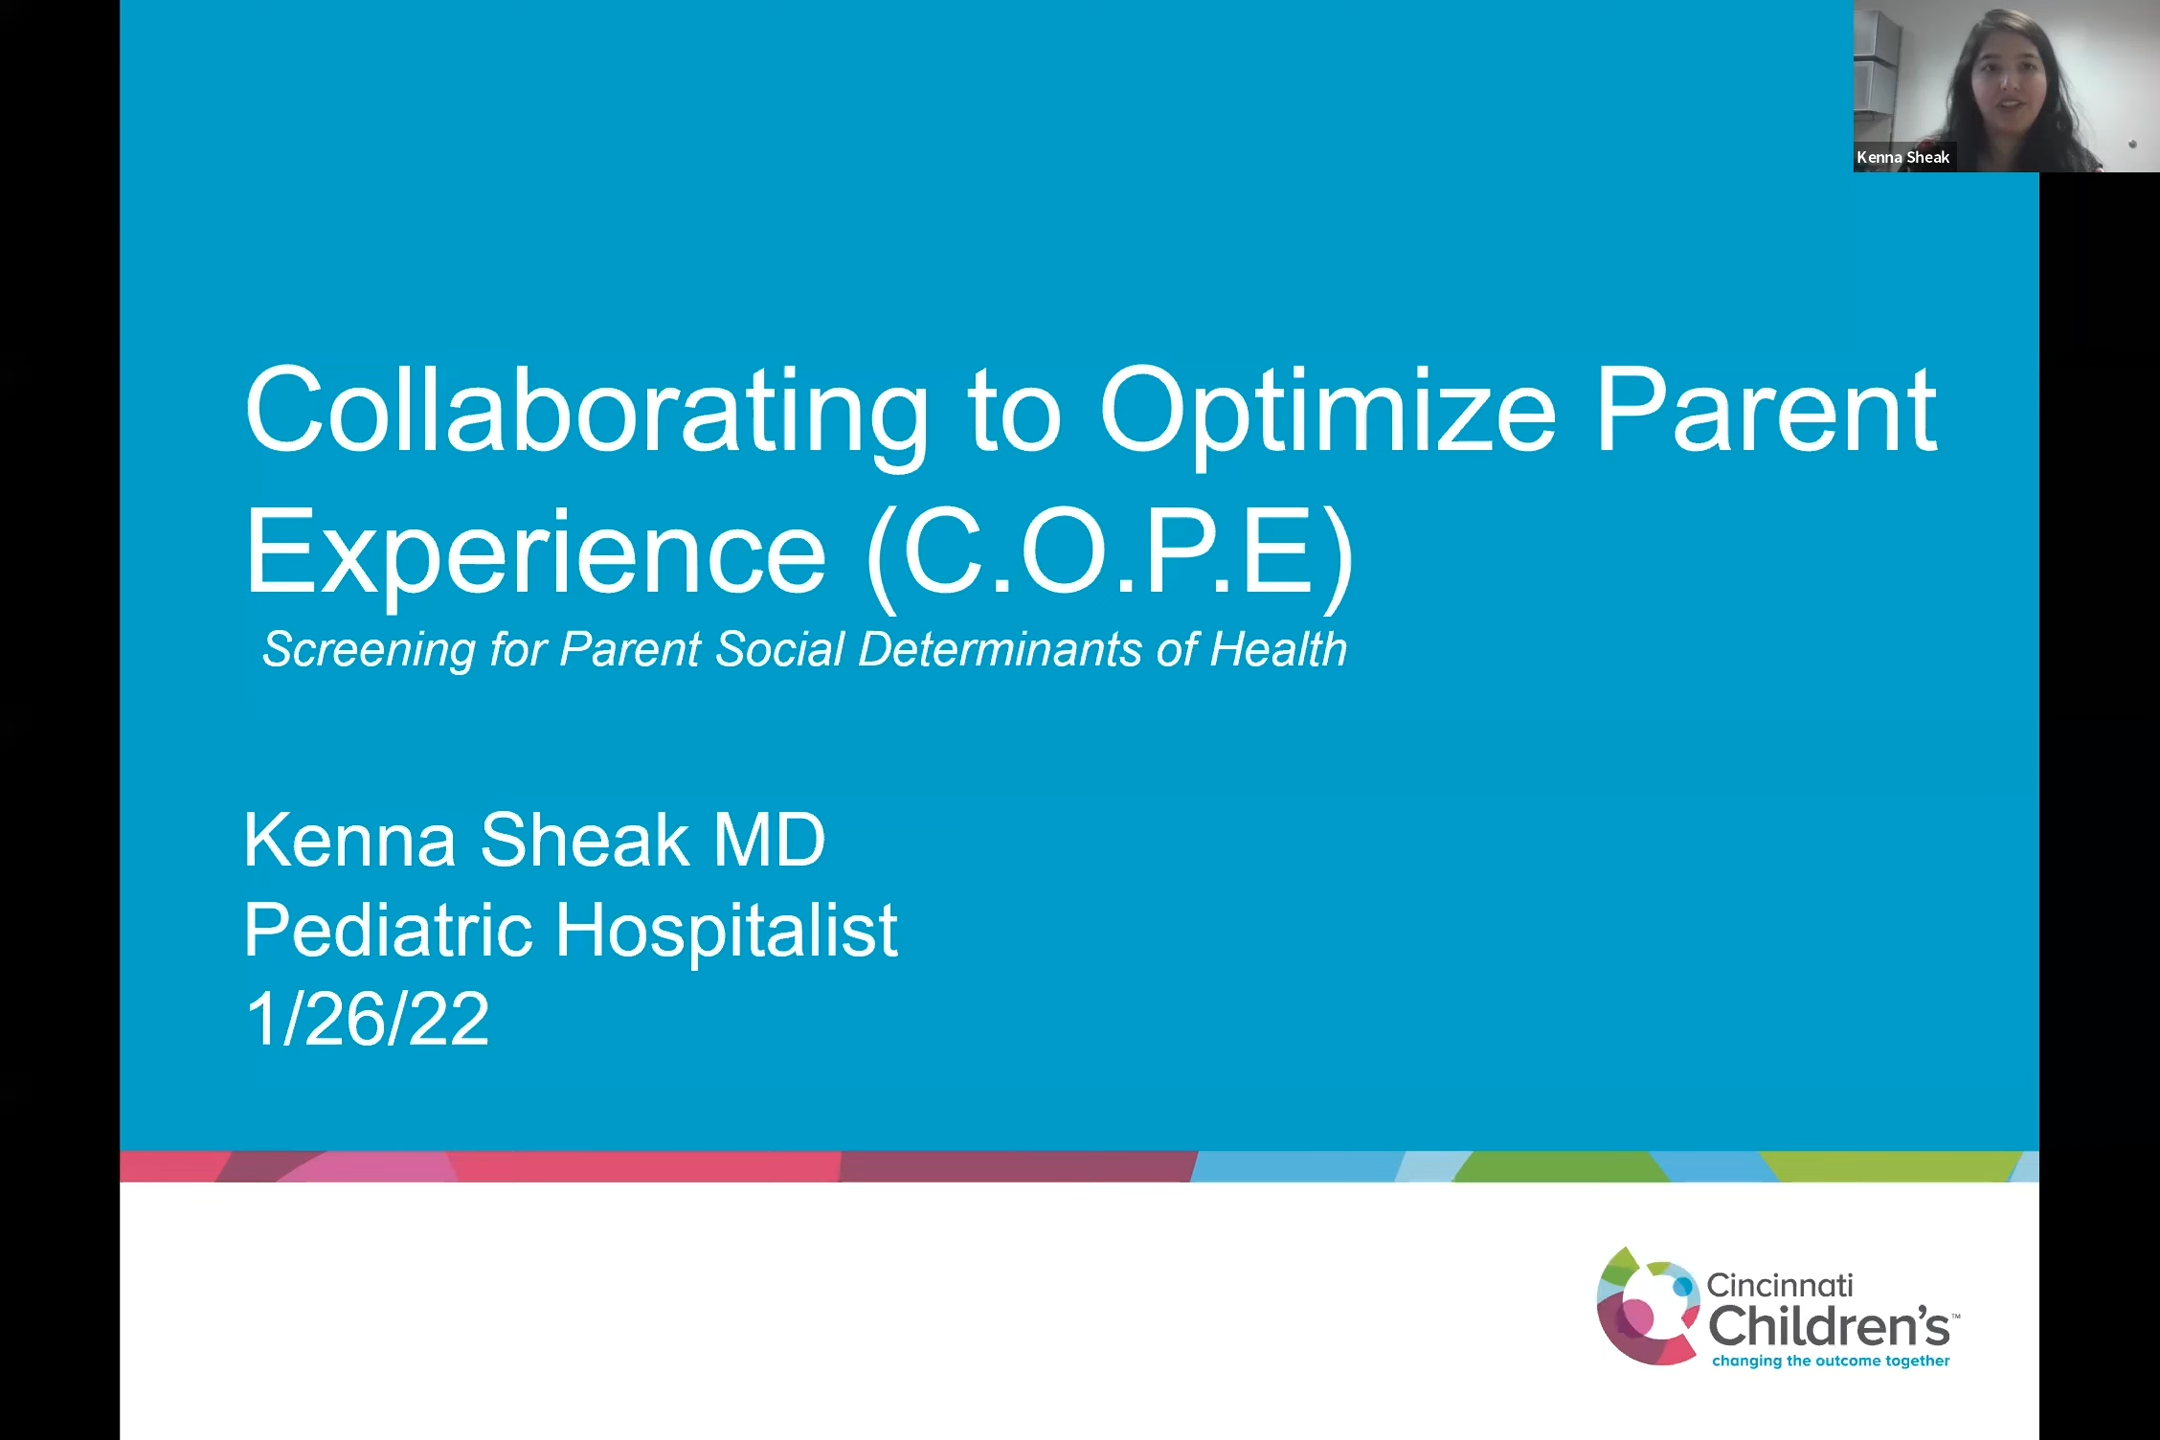 Kenna Sheak
Collaborating to Optimize Parent
Experience (C.O.P.E)
Screening for Parent Social Determinants of Health
Kenna Sheak MD
Pediatric Hospitalist
1/26/22
Cincinnati
Children's™
changing the outcome together